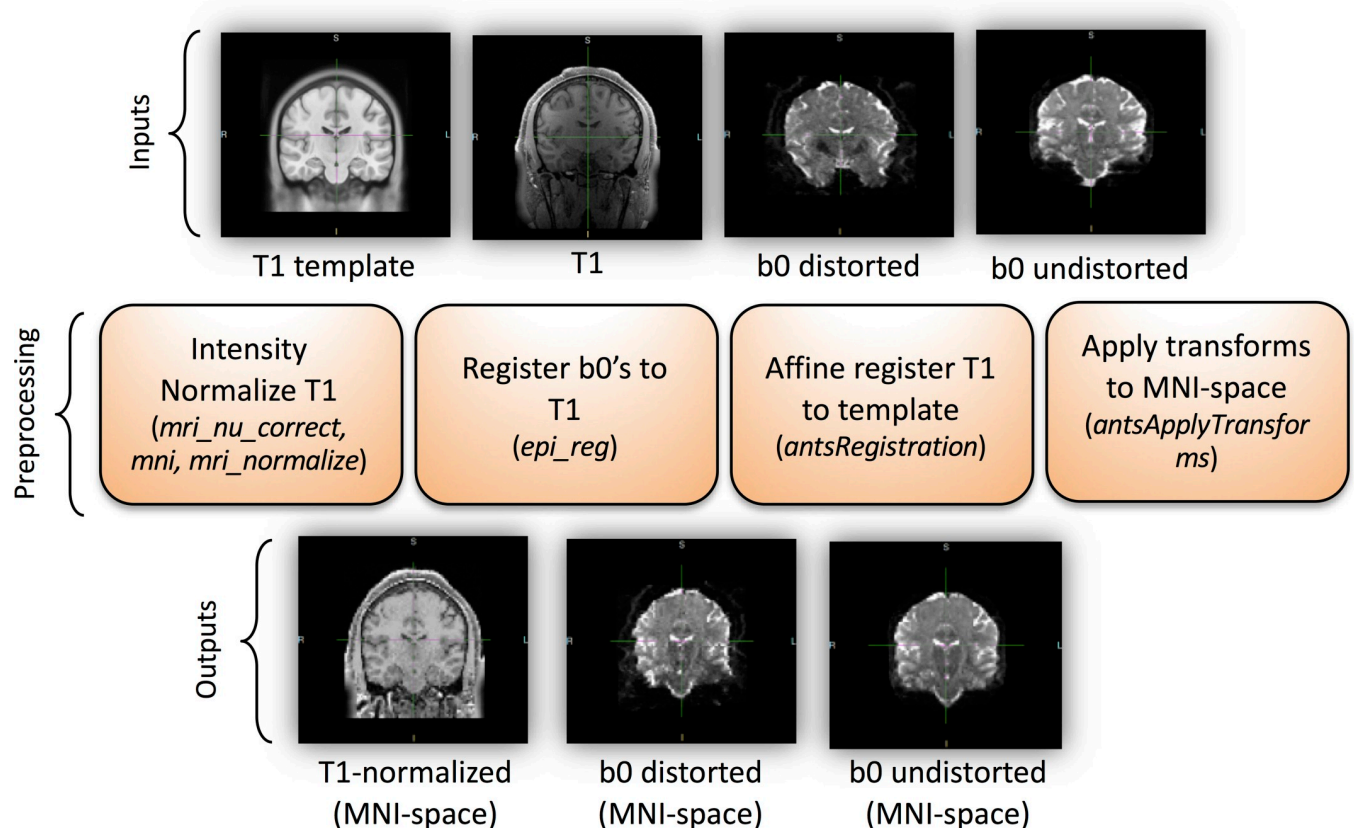 Inputs
S
R
L
I
S
R
L
I
S
R
L
I
S
R
L
I
T1 template
T1
b0 distorted
b0 undistorted
Preprocessing
Intensity
Normalize T1
(mri_nu_correct,
mni, mri_normalize)
Register b0’s to
T1
(epi_reg)
Affine register T1
to template
(antsRegistration)
Apply transforms
to MNI-space
(antsApplyTransfor
ms)
Outputs
S
R
L
I
S
R
L
I
S
R
L
I
T1-normalized
(MNI-space)
b0 distorted
(MNI-space)
b0 undistorted
(MNI-space)